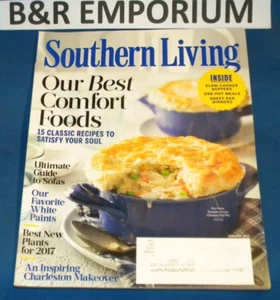 B&R EMPORIUM
Southern Living
Our Best
Comfort
Foods
15 CLASSIC RECIPES TO
SATISFY YOUR SOUL
INSIDE
SLOW-COOKER
SUPPERS
ONE-POT MEALS
SHEET PAN
DINNERS
Ultimate
Guide
to Sofas
Our
Favorite
White
Paints
Best New
Plants
for 2017
An Inspiring
Charleston Makeover